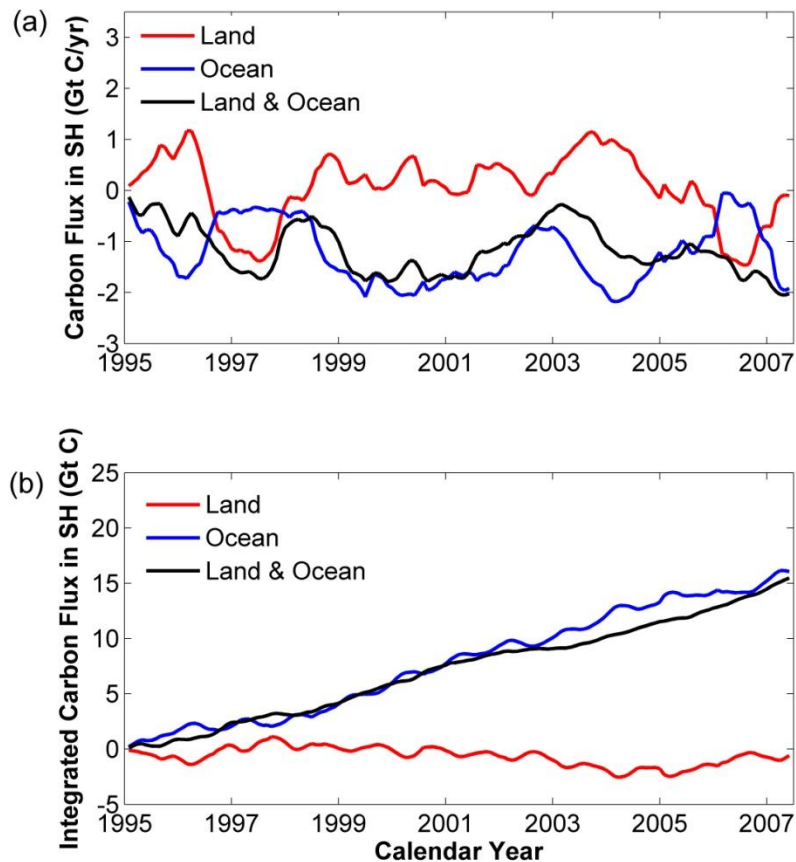 (a)
Carbon Flux in SH (Gt C/yr)
3
2
1
0
-1
-2
-3
Land
Ocean
Land & Ocean
1995 1997 1999 2001 2003 2005 2007
(b)
Integrated Carbon Flux in SH (Gt C)
25
20
15
10
5
0
-5
Land
Ocean
Land & Ocean
1995 1997 1999 2001 2003 2005 2007
Calendar Year